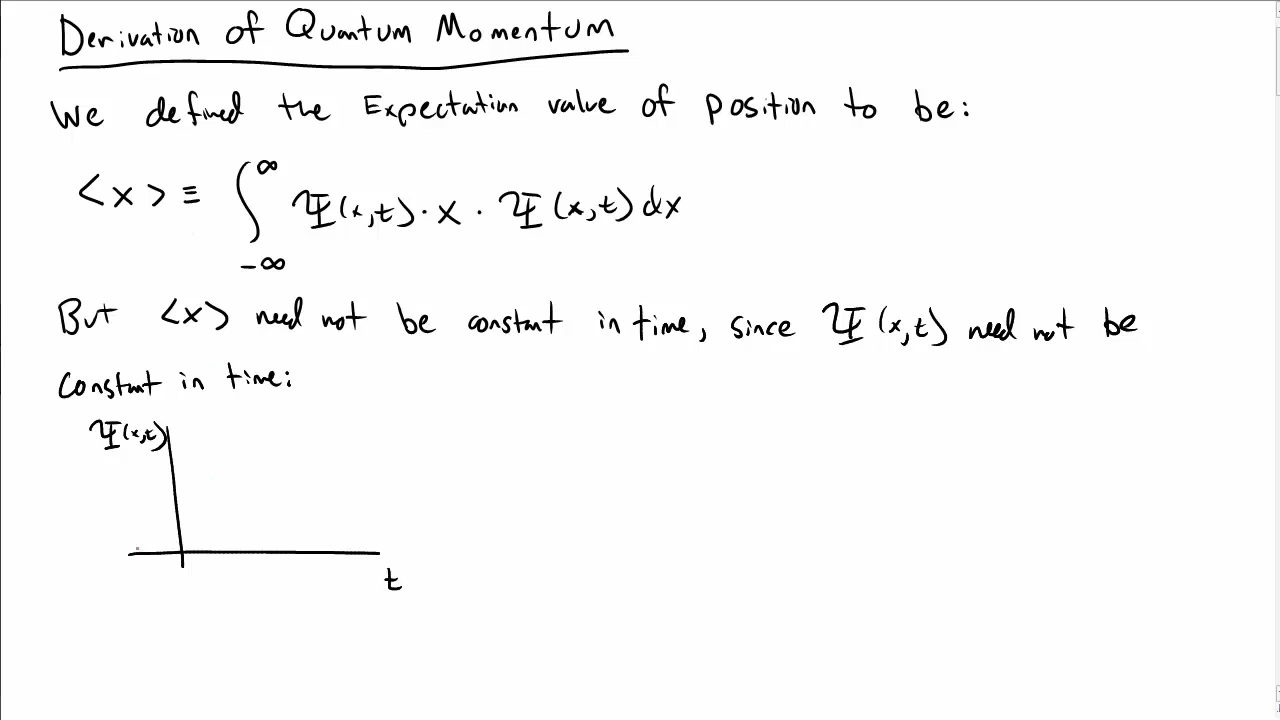 Derivation of Quantum Momentum
We defined the Expectation value of position to be:
<x> ≡ ∫_{-∞}^{∞} Ψ(x,t) · x · Ψ(x,t) dx
But <x> need not be constant in time, since Ψ(x,t) need not be
constant in time:
Ψ(x,t)
t